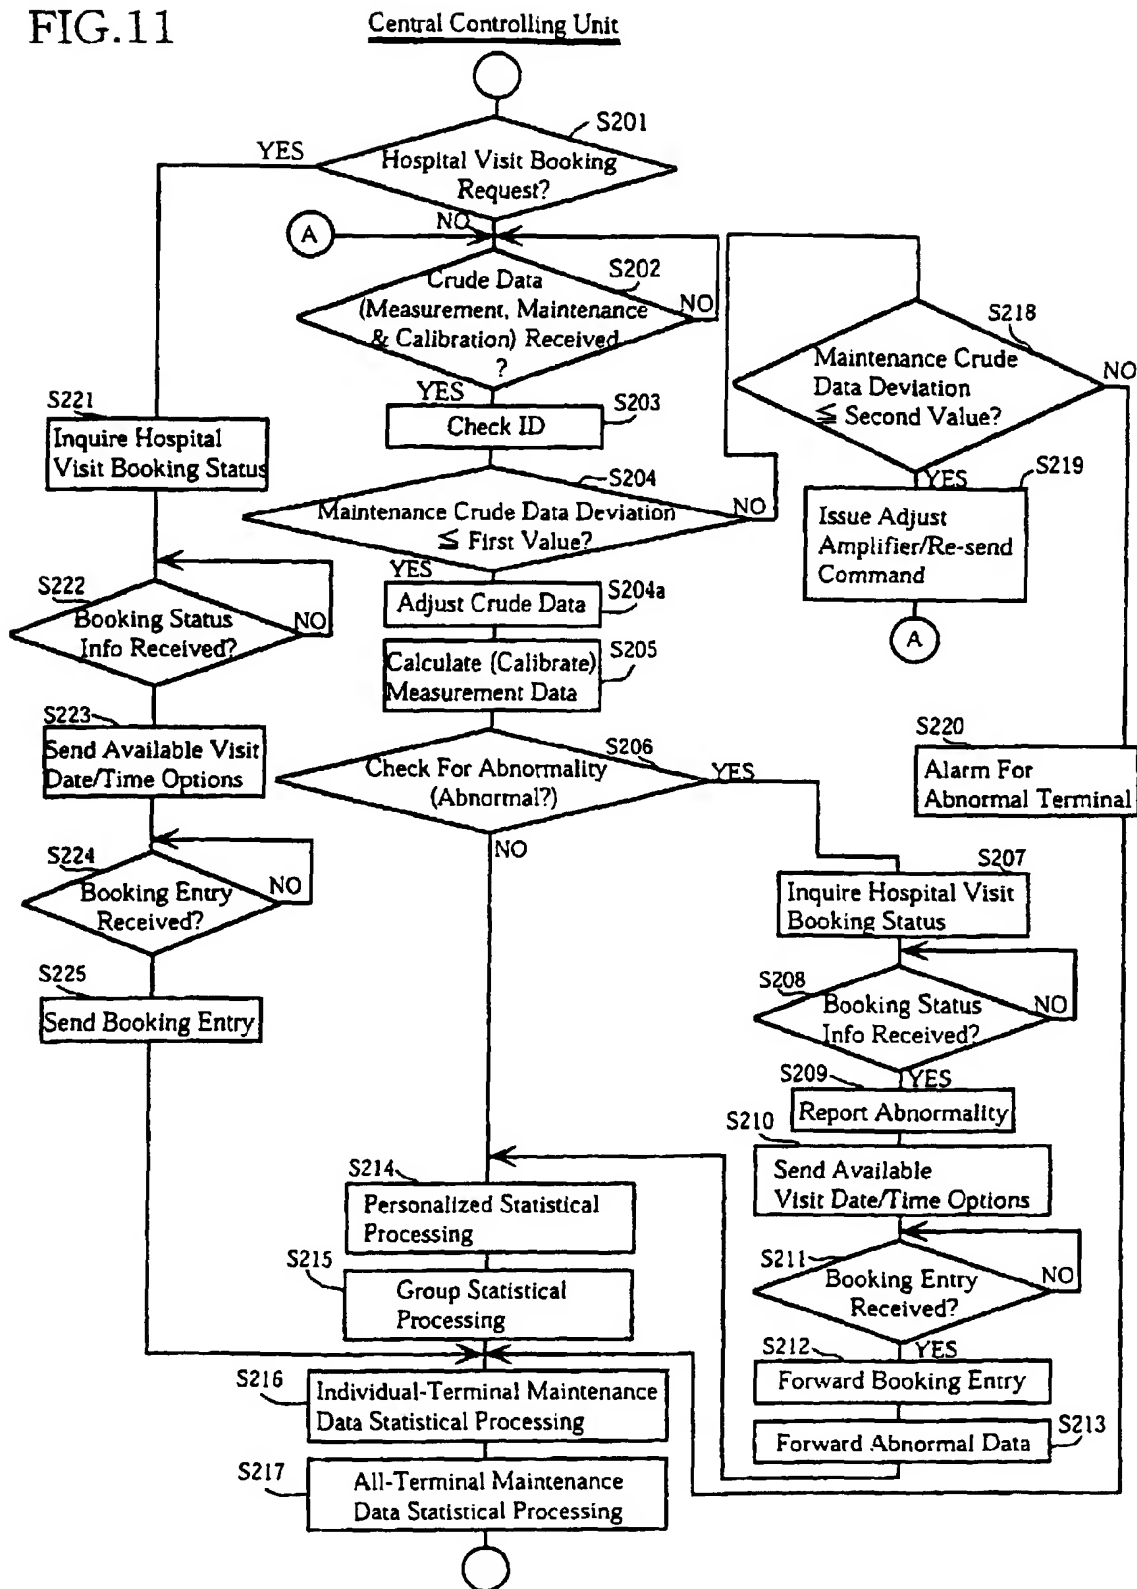 FIG.11
Central Controlling Unit
S201
YES
Hospital Visit Booking
Request?
NO
A
S202
Crude Data
(Measurement, Maintenance
& Calibration) Received
?
NO
YES
S203
Check ID
S204
Maintenance Crude Data Deviation
≦ First Value?
NO
YES
S204a
Adjust Crude Data
S205
Calculate (Calibrate)
Measurement Data
S206
Check For Abnormality
(Abnormal?)
YES
NO
S221
Inquire Hospital
Visit Booking Status
S222
Booking Status
Info Received?
NO
S223
Send Available Visit
Date/Time Options
S224
Booking Entry
Received?
NO
S225
Send Booking Entry
S218
Maintenance Crude
Data Deviation
≦ Second Value?
NO
YES
S219
Issue Adjust
Amplifier/Re-send
Command
A
S220
Alarm For
Abnormal Terminal
S207
Inquire Hospital Visit
Booking Status
S208
Booking Status
Info Received?
NO
YES
S209
Report Abnormality
S210
Send Available
Visit Date/Time Options
S211
Booking Entry
Received?
NO
YES
S212
Forward Booking Entry
S213
Forward Abnormal Data
S214
Personalized Statistical
Processing
S215
Group Statistical
Processing
S216
Individual-Terminal Maintenance
Data Statistical Processing
S217
All-Terminal Maintenance
Data Statistical Processing